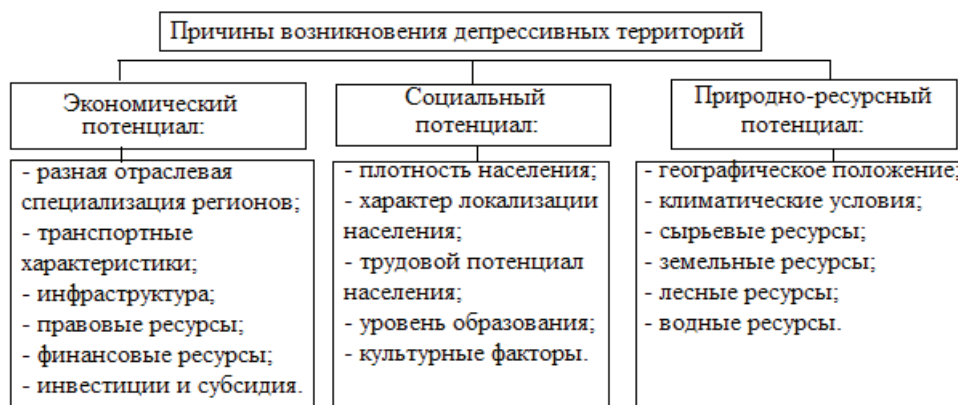 Причины возникновения депрессивных территорий
Экономический
потенциал:
- разная отраслевая
специализация регионов;
- транспортные
характеристики;
- инфраструктура;
- правовые ресурсы;
- финансовые ресурсы;
- инвестиции и субсидия.
Социальный
потенциал:
- плотность населения;
- характер локализации
населения;
- трудовой потенциал
населения;
- уровень образования;
- культурные факторы.
Природно-ресурсный
потенциал:
- географическое положение;
- климатические условия;
- сырьевые ресурсы;
- земельные ресурсы;
- лесные ресурсы;
- водные ресурсы.